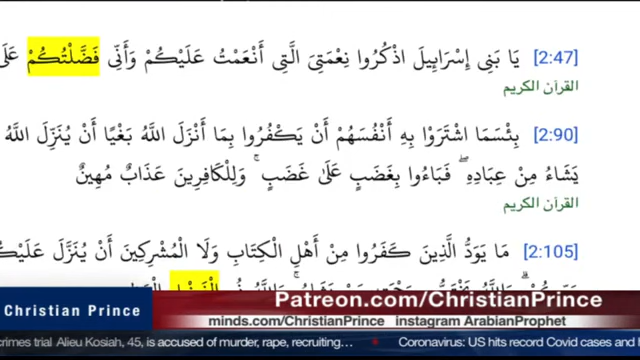 [2:47] يَا بَنِي إِسْرَائِيلَ اذْكُرُوا نِعْمَتِيَ الَّتِي أَنْعَمْتُ عَلَيْكُمْ وَأَنِّي فَضَّلْتُكُمْ
القرآن الكريم
[2:90] بِئْسَمَا اشْتَرَوْا بِهِ أَنْفُسَهُمْ أَنْ يَكْفُرُوا بِمَا أَنْزَلَ اللَّهُ بَغْيًا أَنْ يُنَزِّلَ اللَّهُ
يَشَاءُ مِنْ عِبَادِهِ ۖ فَبَاءُوا بِغَضَبٍ عَلَىٰ غَضَبٍ ۚ وَلِلْكَافِرِينَ عَذَابٌ مُهِينٌ
القرآن الكريم
[2:105] مَا يَوَدُّ الَّذِينَ كَفَرُوا مِنْ أَهْلِ الْكِتَابِ وَلَا الْمُشْرِكِينَ أَنْ يُنَزَّلَ
Christian Prince
Patreon.com/ChristianPrince
minds.com/ChristianPrince instagram ArabianProphet
crimes trial Alieu Kosiah, 45, is accused of murder, rape, recruiting… • Coronavirus: US hits record Covid cases and